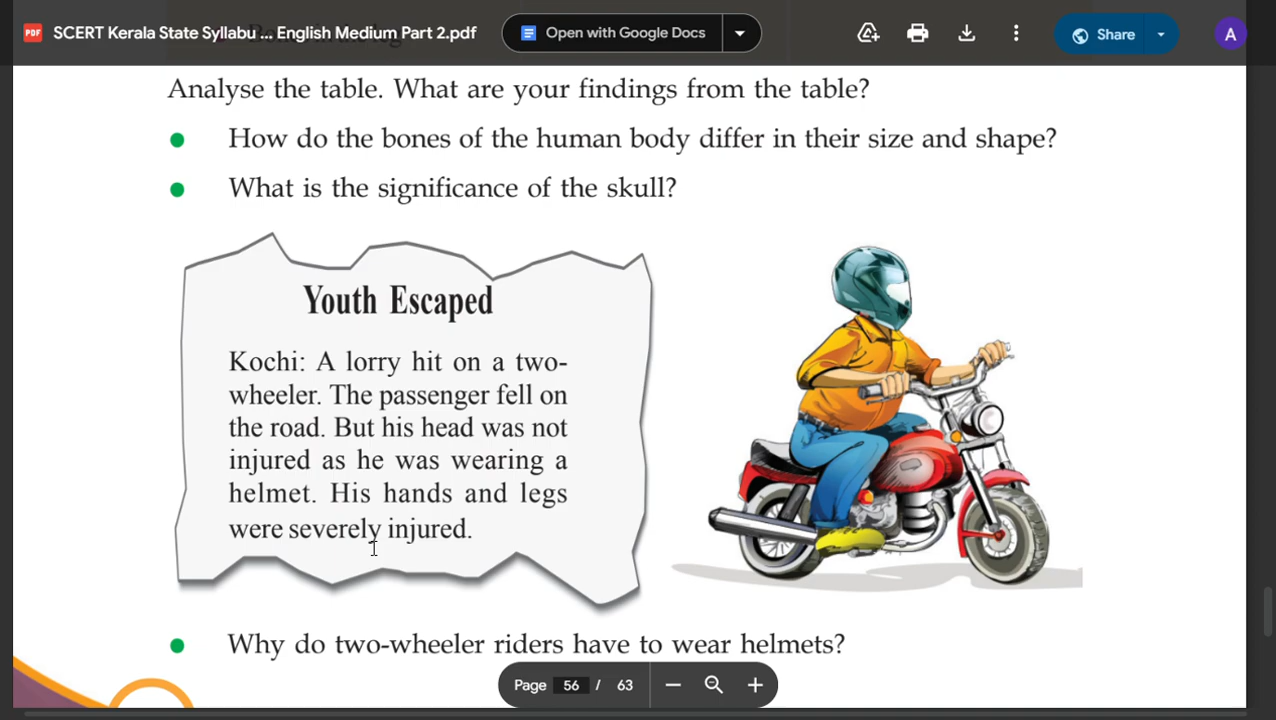 PDF SCERT Kerala State Syllabu ... English Medium Part 2.pdf
Open with Google Docs
Share
A
Analyse the table. What are your findings from the table?
How do the bones of the human body differ in their size and shape?
What is the significance of the skull?
Youth Escaped
Kochi: A lorry hit on a two-
wheeler. The passenger fell on
the road. But his head was not
injured as he was wearing a
helmet. His hands and legs
were severely injured.
Why do two-wheeler riders have to wear helmets?
Page 56 / 63